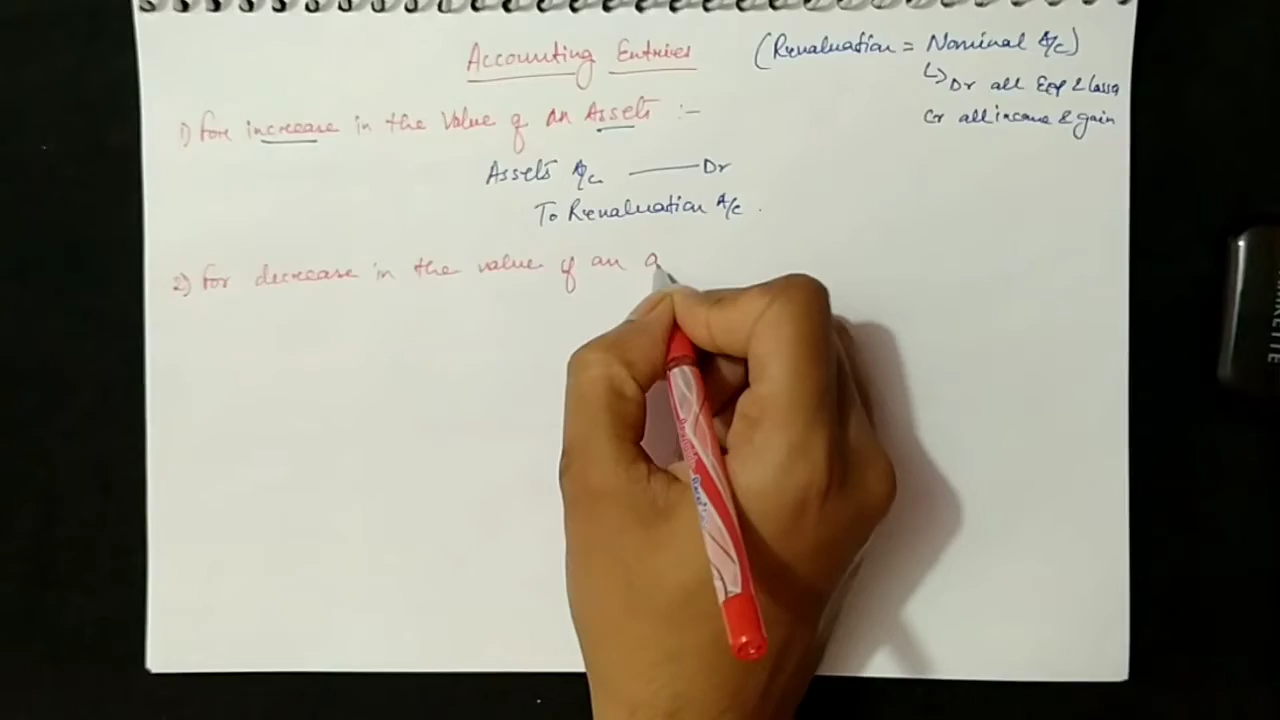 Accounting Entries
(Revaluation = Nominal A/c)
↳ Dr all Exp & Losses
Cr all income & gain
1) For increase in the Value of an Assets :-
Assets A/c ——— Dr
To Revaluation A/c .
2) For decrease in the value of an a